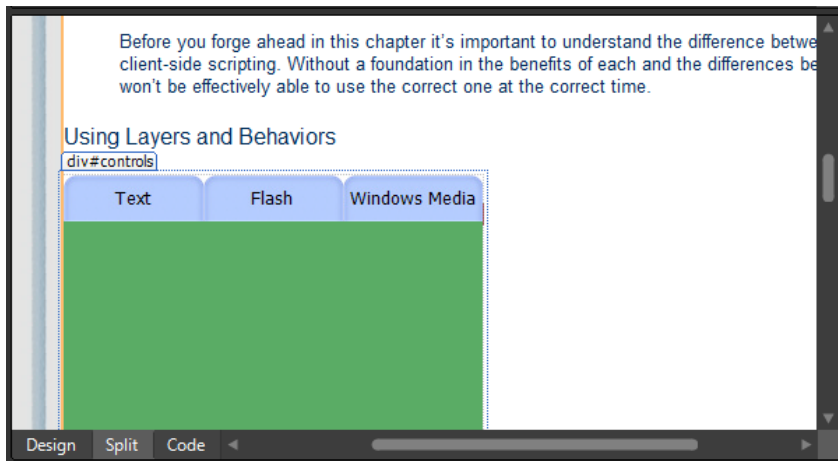 Before you forge ahead in this chapter it's important to understand the difference
client-side scripting. Without a foundation in the benefits of each and the differences
won't be effectively able to use the correct one at the correct time.
Using Layers and Behaviors
div#controls
Text Flash Windows Media
Design Split Code